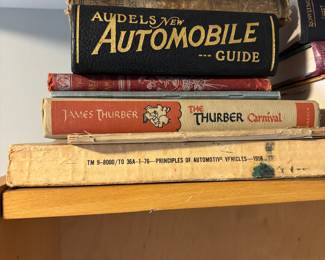 AUDELS NEW
AUTOMOBILE
--- GUIDE
JAMES THURBER
THE
THURBER Carnival
TM 9-8000/TO 36A-1-76—PRINCIPLES OF AUTOMOTIVE VEHICLES—1956